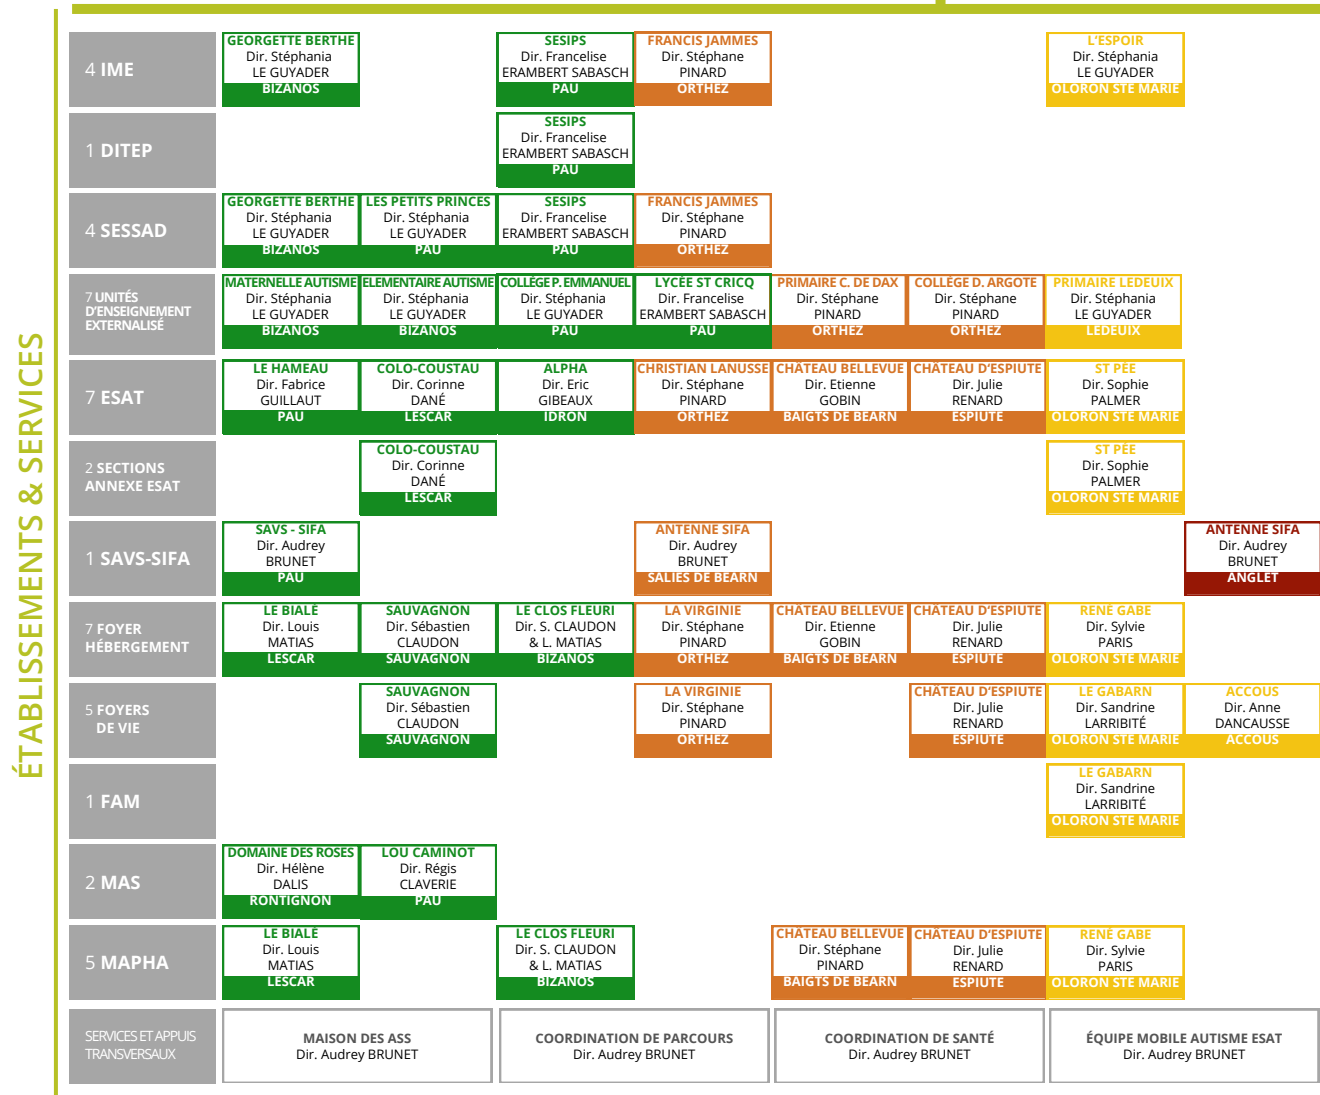 ÉTABLISSEMENTS & SERVICES
4 IME
GEORGETTE BERTHE
Dir. Stéphania
LE GUYADER
BIZANOS
SESIPS
Dir. Francelise
ERAMBERT SABASCH
PAU
FRANCIS JAMMES
Dir. Stéphane
PINARD
ORTHEZ
L'ESPOIR
Dir. Stéphania
LE GUYADER
OLORON STE MARIE
1 DITEP
SESIPS
Dir. Francelise
ERAMBERT SABASCH
PAU
4 SESSAD
GEORGETTE BERTHE
Dir. Stéphania
LE GUYADER
BIZANOS
LES PETITS PRINCES
Dir. Stéphania
LE GUYADER
PAU
SESIPS
Dir. Francelise
ERAMBERT SABASCH
PAU
FRANCIS JAMMES
Dir. Stéphane
PINARD
ORTHEZ
7 UNITÉS
D'ENSEIGNEMENT
EXTERNALISÉ
MATERNELLE AUTISME
Dir. Stéphania
LE GUYADER
BIZANOS
ELEMENTAIRE AUTISME
Dir. Stéphania
LE GUYADER
BIZANOS
COLLÈGE P. EMMANUEL
Dir. Stéphania
LE GUYADER
PAU
LYCÉE ST CRICQ
Dir. Francelise
ERAMBERT SABASCH
PAU
PRIMAIRE C. DE DAX
Dir. Stéphane
PINARD
ORTHEZ
COLLÈGE D. ARGOTE
Dir. Stéphane
PINARD
ORTHEZ
PRIMAIRE LEDEUIX
Dir. Stéphania
LE GUYADER
LEDEUIX
7 ESAT
LE HAMEAU
Dir. Fabrice
GUILLAUT
PAU
COLO-COUSTAU
Dir. Corinne
DANÉ
LESCAR
ALPHA
Dir. Eric
GIBEAUX
IDRON
CHRISTIAN LANUSSE
Dir. Stéphane
PINARD
ORTHEZ
CHÂTEAU BELLEVUE
Dir. Etienne
GOBIN
BAIGTS DE BEARN
CHÂTEAU D'ESPIUTE
Dir. Julie
RENARD
ESPIUTE
ST PÉE
Dir. Sophie
PALMER
OLORON STE MARIE
2 SECTIONS
ANNEXE ESAT
COLO-COUSTAU
Dir. Corinne
DANÉ
LESCAR
ST PÉE
Dir. Sophie
PALMER
OLORON STE MARIE
1 SAVS-SIFA
SAVS - SIFA
Dir. Audrey
BRUNET
PAU
ANTENNE SIFA
Dir. Audrey
BRUNET
SALIES DE BEARN
ANTENNE SIFA
Dir. Audrey
BRUNET
ANGLET
7 FOYER
HÉBERGEMENT
LE BIALÉ
Dir. Louis
MATIAS
LESCAR
SAUVAGNON
Dir. Sébastien
CLAUDON
SAUVAGNON
LE CLOS FLEURI
Dir. S. CLAUDON
& L. MATIAS
BIZANOS
LA VIRGINIE
Dir. Stéphane
PINARD
ORTHEZ
CHÂTEAU BELLEVUE
Dir. Etienne
GOBIN
BAIGTS DE BEARN
CHÂTEAU D'ESPIUTE
Dir. Julie
RENARD
ESPIUTE
RENÉ GABE
Dir. Sylvie
PARIS
OLORON STE MARIE
5 FOYERS
DE VIE
SAUVAGNON
Dir. Sébastien
CLAUDON
SAUVAGNON
LA VIRGINIE
Dir. Stéphane
PINARD
ORTHEZ
CHÂTEAU D'ESPIUTE
Dir. Julie
RENARD
ESPIUTE
LE GABARN
Dir. Sandrine
LARRIBITÉ
OLORON STE MARIE
ACCOUS
Dir. Anne
DANCAUSSE
ACCOUS
1 FAM
LE GABARN
Dir. Sandrine
LARRIBITÉ
OLORON STE MARIE
2 MAS
DOMAINE DES ROSES
Dir. Hélène
DALIS
RONTIGNON
LOU CAMINOT
Dir. Régis
CLAVERIE
PAU
5 MAPHA
LE BIALÉ
Dir. Louis
MATIAS
LESCAR
LE CLOS FLEURI
Dir. S. CLAUDON
& L. MATIAS
BIZANOS
CHÂTEAU BELLEVUE
Dir. Stéphane
PINARD
BAIGTS DE BEARN
CHÂTEAU D'ESPIUTE
Dir. Julie
RENARD
ESPIUTE
RENÉ GABE
Dir. Sylvie
PARIS
OLORON STE MARIE
SERVICES ET APPUIS
TRANSVERSAUX
MAISON DES ASS
Dir. Audrey BRUNET
COORDINATION DE PARCOURS
Dir. Audrey BRUNET
COORDINATION DE SANTÉ
Dir. Audrey BRUNET
ÉQUIPE MOBILE AUTISME ESAT
Dir. Audrey BRUNET